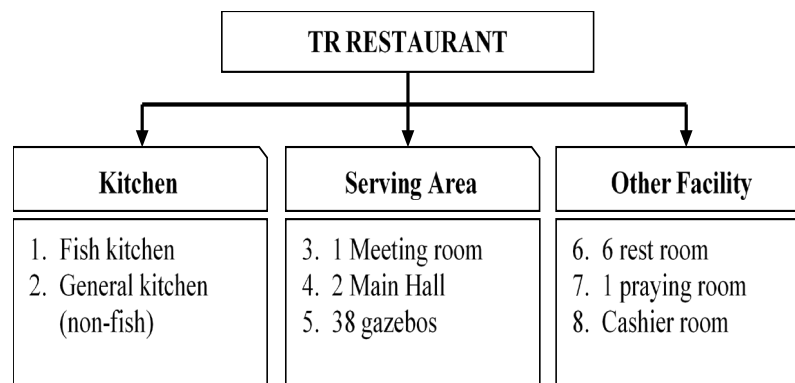 TR RESTAURANT
Kitchen
1. Fish kitchen
2. General kitchen
(non-fish)
Serving Area
3. 1 Meeting room
4. 2 Main Hall
5. 38 gazebos
Other Facility
6. 6 rest room
7. 1 praying room
8. Cashier room